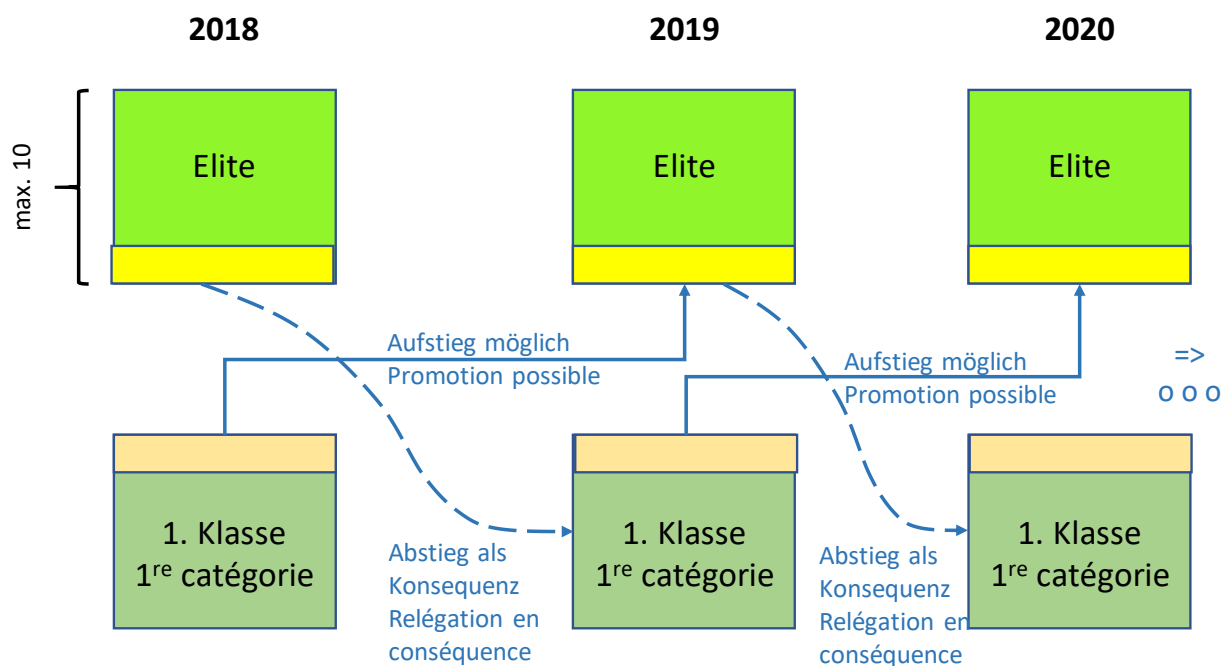 2018
2019
2020
max. 10
Elite
Elite
Elite
Aufstieg möglich
Promotion possible
Aufstieg möglich
Promotion possible
=>
o o o
1. Klasse
1re catégorie
1. Klasse
1re catégorie
1. Klasse
1re catégorie
Abstieg als
Konsequenz
Relégation en
conséquence
Abstieg als
Konsequenz
Relégation en
conséquence